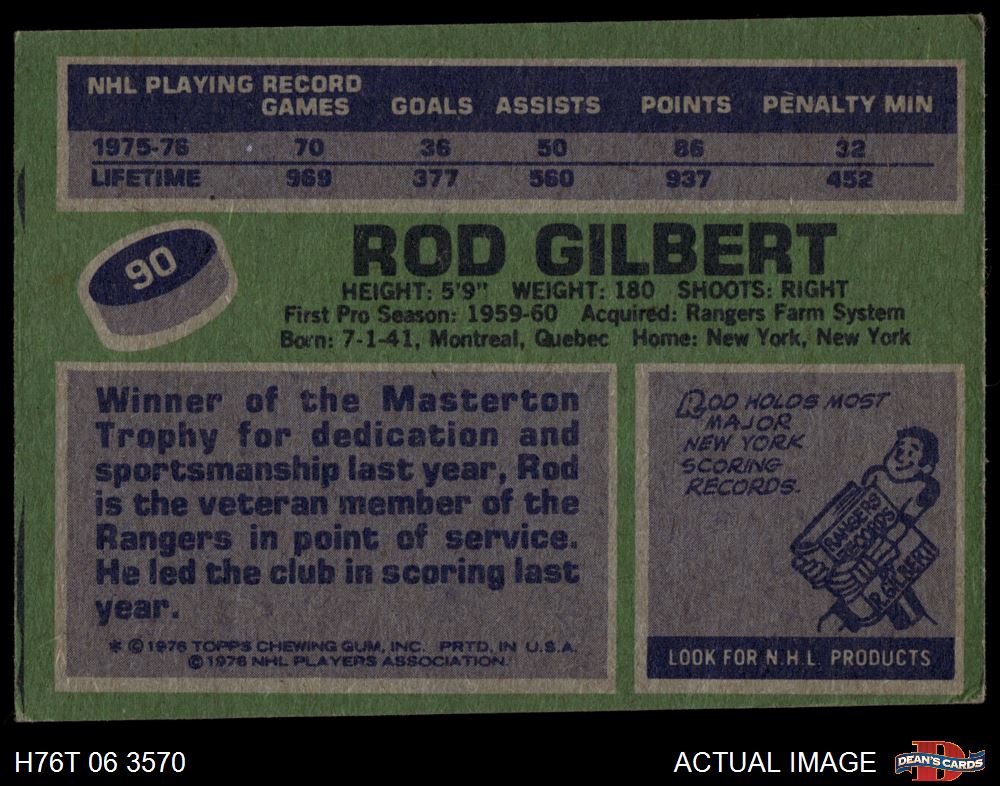 NHL PLAYING RECORD
GAMES GOALS ASSISTS POINTS PENALTY MIN
1975-76 70 36 50 86 32
LIFETIME 969 377 560 937 452
90
ROD GILBERT
HEIGHT: 5'9" WEIGHT: 180 SHOOTS: RIGHT
First Pro Season: 1959-60 Acquired: Rangers Farm System
Born: 7-1-41, Montreal, Quebec Home: New York, New York
Winner of the Masterton
Trophy for dedication and
sportsmanship last year, Rod
is the veteran member of the
Rangers in point of service.
He led the club in scoring last
year.
* © 1976 TOPPS CHEWING GUM, INC. PRTD. IN U.S.A.
© 1976 NHL PLAYERS ASSOCIATION.
ROD HOLDS MOST
MAJOR
NEW YORK
SCORING
RECORDS.
RANGERS
RECORDS
R. GILBERT
LOOK FOR N.H.L. PRODUCTS
H76T 06 3570
ACTUAL IMAGE
D
DEAN'S CARDS